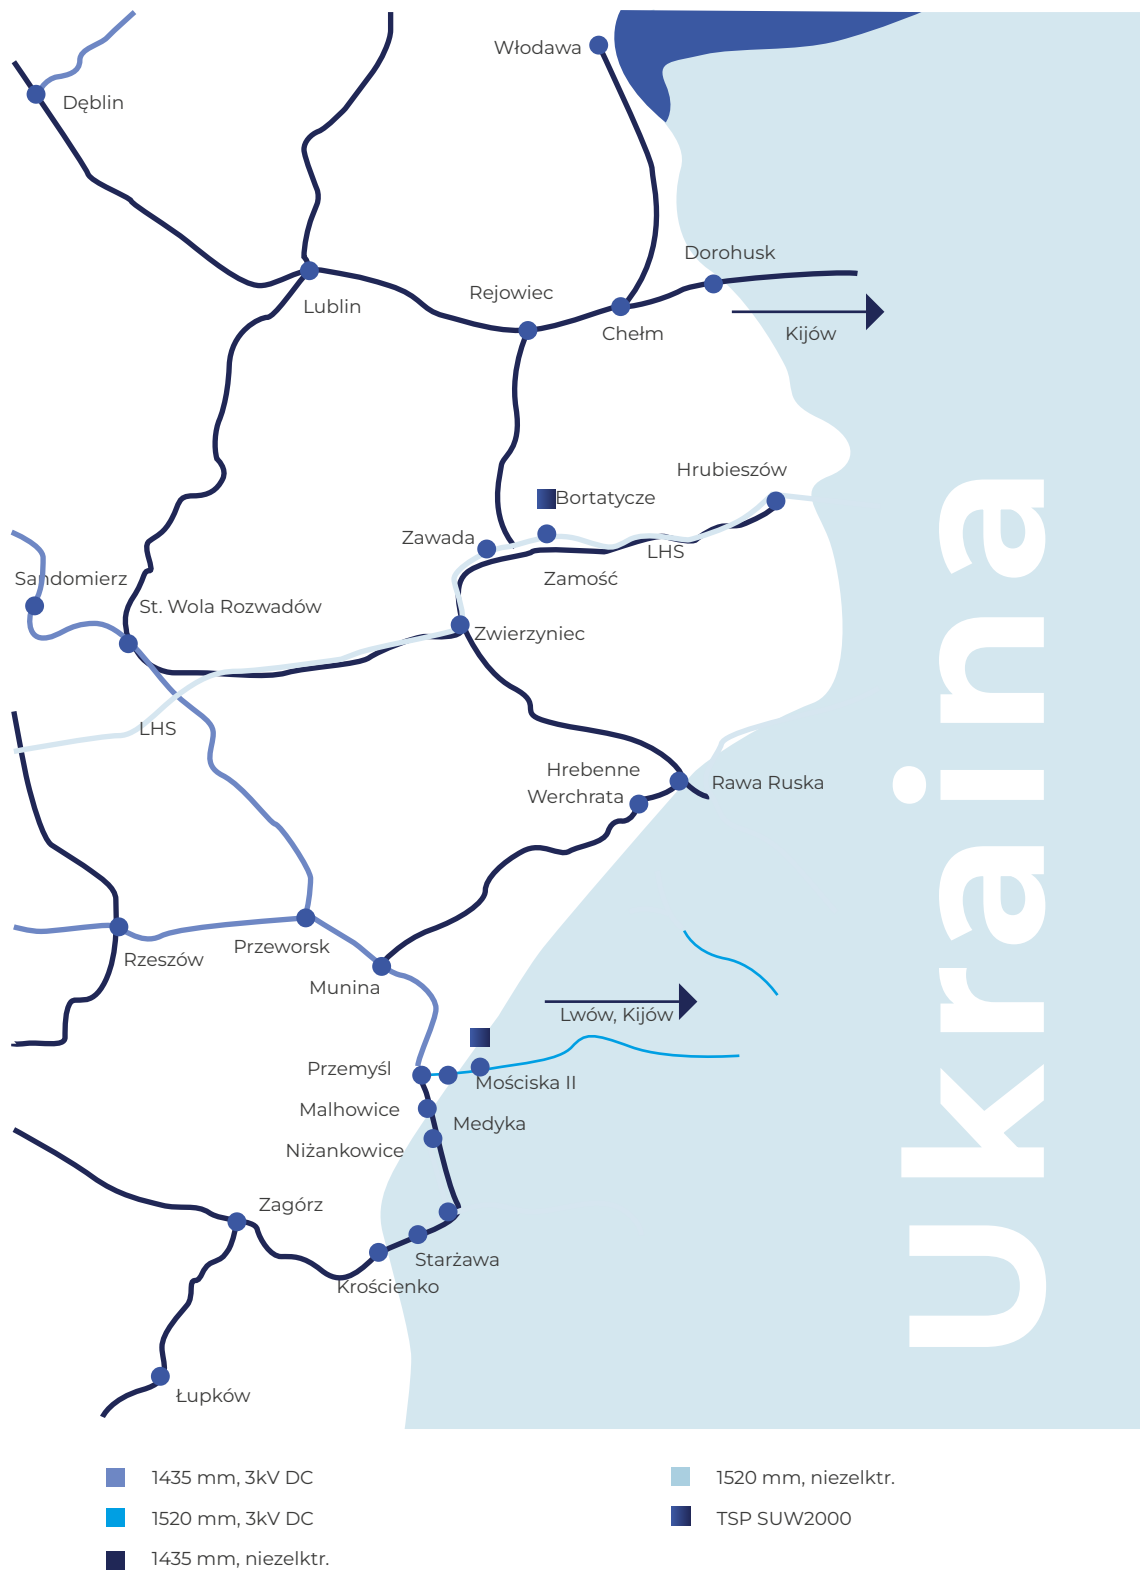 Włodawa
Dęblin
Dorohusk
Rejowiec
Lublin
Chełm
Kijów
Hrubieszów
Bortatycze
Zawada
LHS
Sandomierz
Zamość
St. Wola Rozwadów
Zwierzyniec
LHS
Hrebenne
Rawa Ruska
Werchrata
Przeworsk
Rzeszów
Munina
Lwów, Kijów
Przemyśl
Mościska II
Malhowice
Medyka
Niżankowice
Zagórz
Starżawa
Krościenko
Łupków
Ukraina
1435 mm, 3kV DC
1520 mm, 3kV DC
1435 mm, niezelktr.
1520 mm, niezelktr.
TSP SUW2000